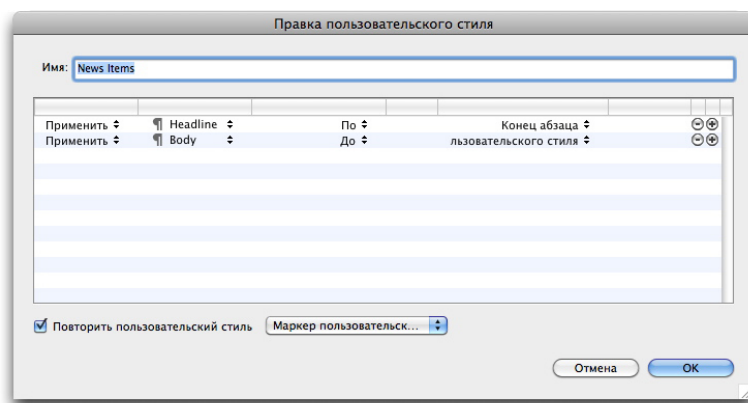 Правка пользовательского стиля
Имя: News Items
Применить ¶ Headline По Конец абзаца
Применить ¶ Body До льзовательского стиля
Повторить пользовательский стиль Маркер пользовательск...
Отмена OK